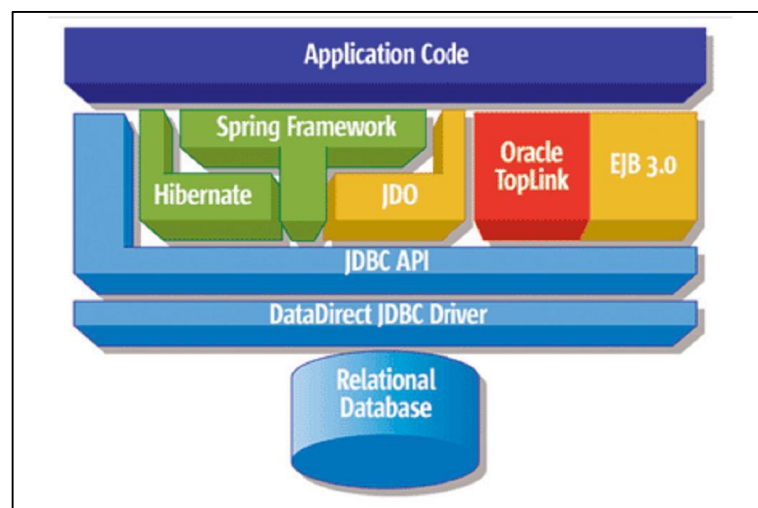 Application Code
Spring Framework
Oracle
TopLink
EJB 3.0
Hibernate
JDO
JDBC API
DataDirect JDBC Driver
Relational
Database